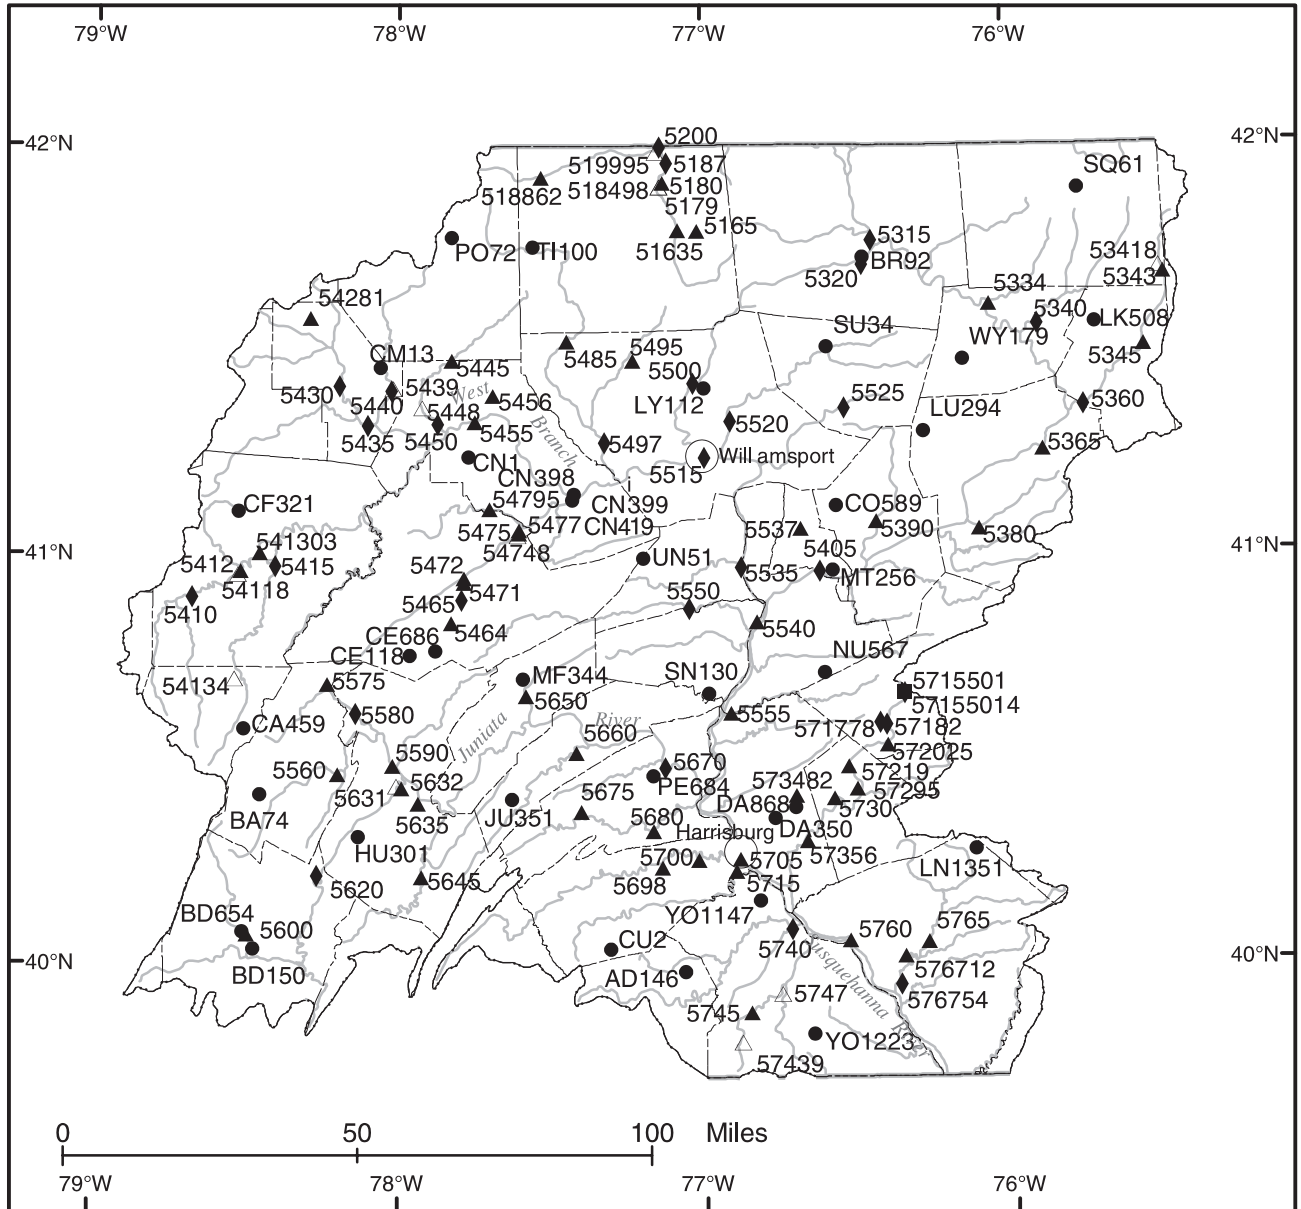 79°W 78°W 77°W 76°W
42°N 42°N
5200
519995 5187
518862 518498 5180
5179
51635 5165
SQ61
PO72 TI100
5315
BR92
5320
53418
5343
5334
5340
LK508
WY179
5345
54281
SU34
CM13
5445
5485
5495
5500
LY112
5430
5439
5440
West
5448
5456
5435
5450
5455
Branch
5497
5520
5525
LU294
5360
5365
CN1
5515
Will amsport
CN398
54795
CN399
CN419
CF321
5475
5477
54748
CO589
5390
5380
5537
41°N 41°N
541303
5412
5415
54118
5410
5472
5471
5465
5464
UN51
5535
5405
MT256
5550
5540
CE686
CE118
54134
5575
MF344
5650
SN130
NU567
5715501
57155014
CA459
5580
Juniata
River
5555
571778
57182
572025
5590
5660
5670
PE684
5560
5632
5631
5635
573482
57219
57295
5730
DA868
BA74
JU351
5675
5680
Harrisburg
DA350
57356
HU301
5700
5705
5698
5715
LN1351
5620
5645
YO1147
BD654
5600
BD150
CU2
AD146
5740
5760
5765
576712
576754
40°N 40°N
Susquehanna River
5747
5745
YO1223
57439
0 50 100 Miles
79°W 78°W 77°W 76°W